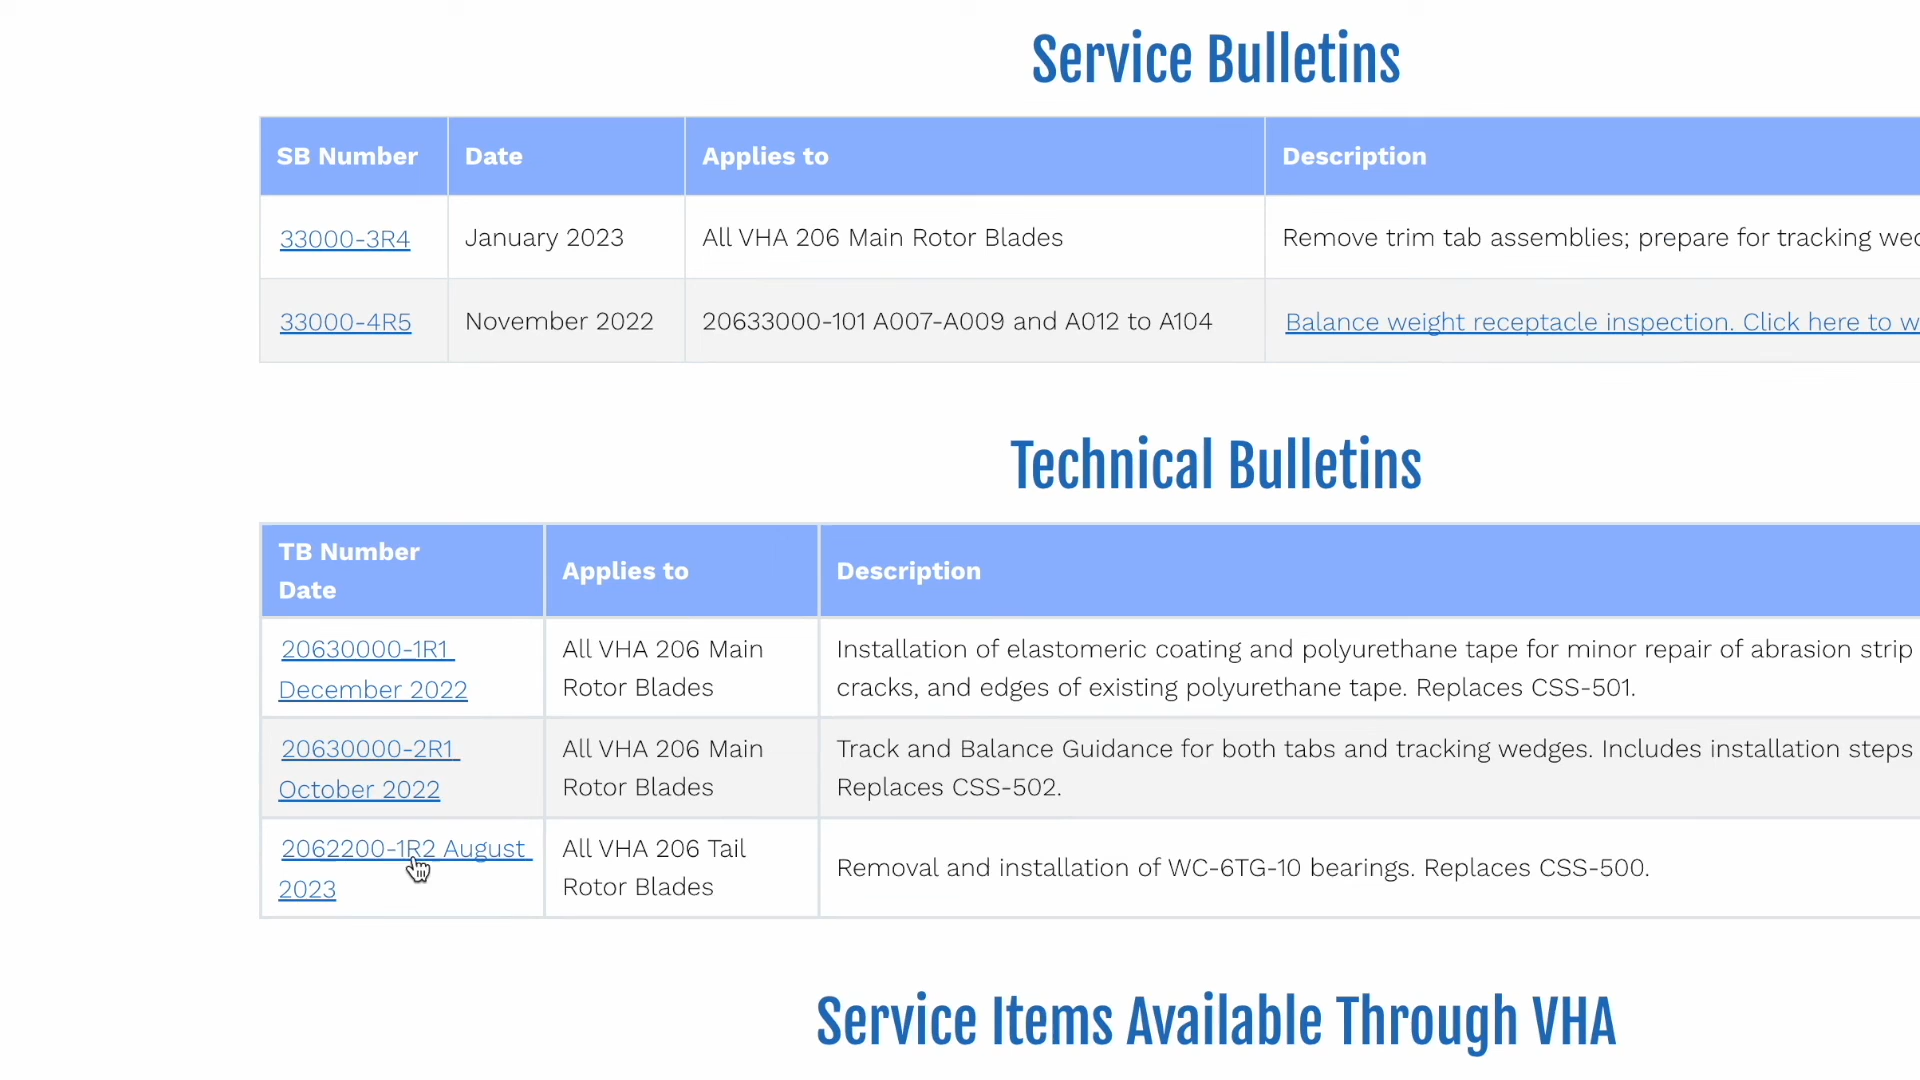 Service Bulletins
SB Number Date Applies to Description
33000-3R4 January 2023 All VHA 206 Main Rotor Blades Remove trim tab assemblies; prepare for tracking
33000-4R5 November 2022 20633000-101 A007-A009 and A012 to A104 Balance weight receptacle inspection. Click here to
Technical Bulletins
TB Number
Date
Applies to
Description
20630000-1R1
December 2022
All VHA 206 Main
Rotor Blades
Installation of elastomeric coating and polyurethane tape for minor repair of abrasion strip
cracks, and edges of existing polyurethane tape. Replaces CSS-501.
20630000-2R1
October 2022
All VHA 206 Main
Rotor Blades
Track and Balance Guidance for both tabs and tracking wedges. Includes installation steps
Replaces CSS-502.
2062200-1R2 August
2023
All VHA 206 Tail
Rotor Blades
Removal and installation of WC-6TG-10 bearings. Replaces CSS-500.
Service Items Available Through VHA